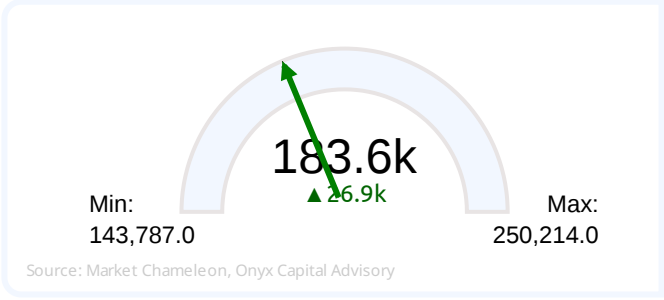 183.6k
▲26.9k
Min:
143,787.0
Max:
250,214.0
Source: Market Chameleon, Onyx Capital Advisory